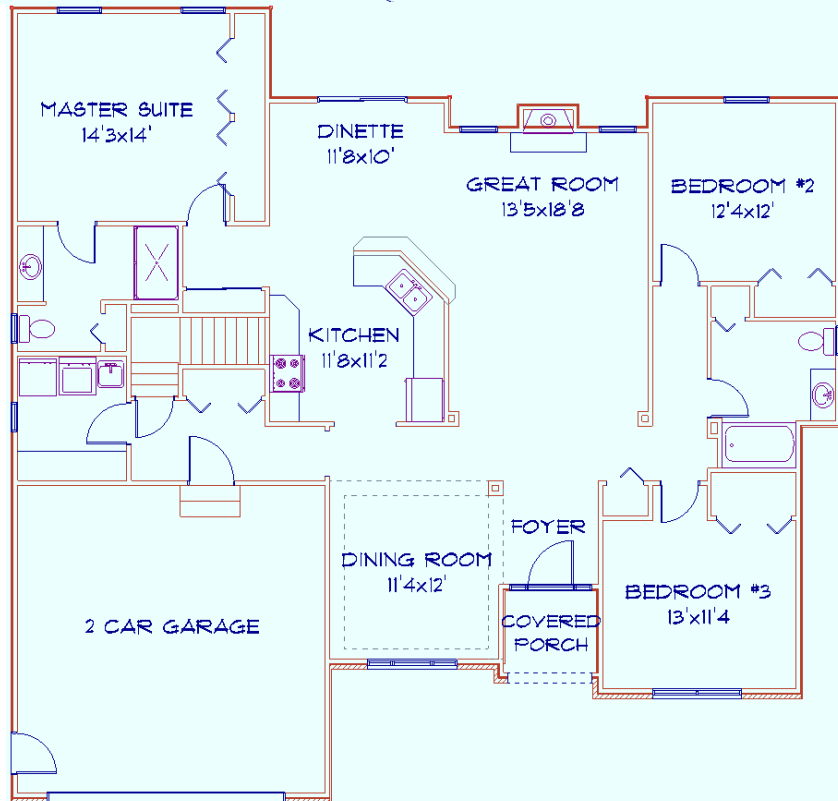 MASTER SUITE
14'3x14'
DINETTE
11'8x10'
GREAT ROOM
13'5x18'8
BEDROOM #2
12'4x12'
KITCHEN
11'8x11'2
FOYER
DINING ROOM
11'4x12'
BEDROOM #3
13'x11'4
COVERED
PORCH
2 CAR GARAGE